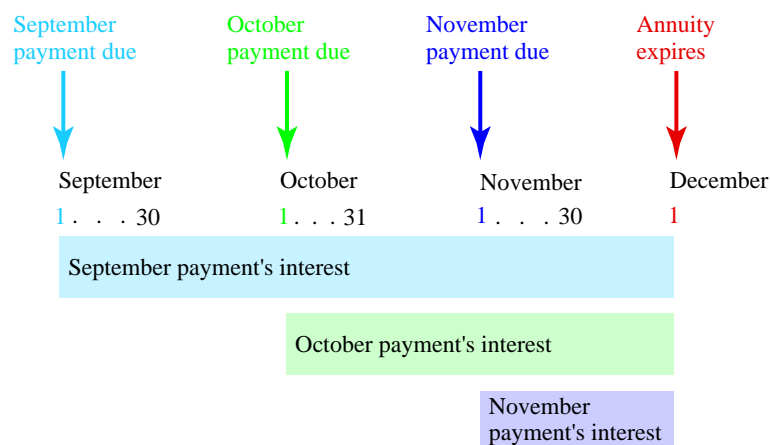 September
payment due
October
payment due
November
payment due
Annuity
expires
September
October
November
December
1 . . . 30
1 . . . 31
1 . . . 30
1
September payment's interest
October payment's interest
November
payment's interest